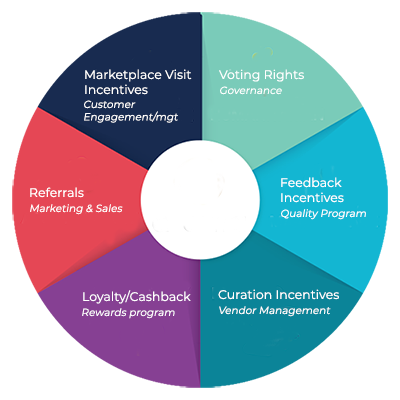 Marketplace Visit
Incentives
Customer
Engagement/mgt
Voting Rights
Governance
Feedback
Incentives
Quality Program
Curation Incentives
Vendor Management
Loyalty/Cashback
Rewards program
Referrals
Marketing & Sales